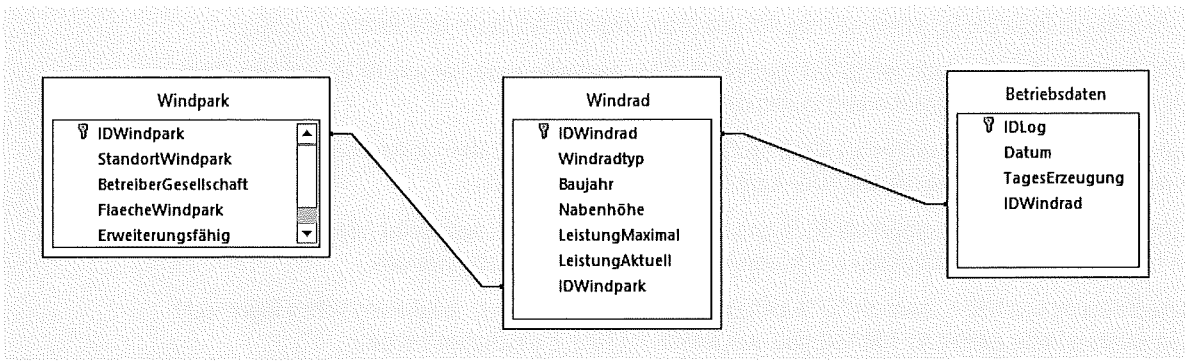 Windpark
IDWindpark
StandortWindpark
BetreiberGesellschaft
FlaecheWindpark
Erweiterungsfähig
Windrad
IDWindrad
Windradtyp
Baujahr
Nabenhöhe
LeistungMaximal
LeistungAktuell
IDWindpark
Betriebsdaten
IDLog
Datum
TagesErzeugung
IDWindrad